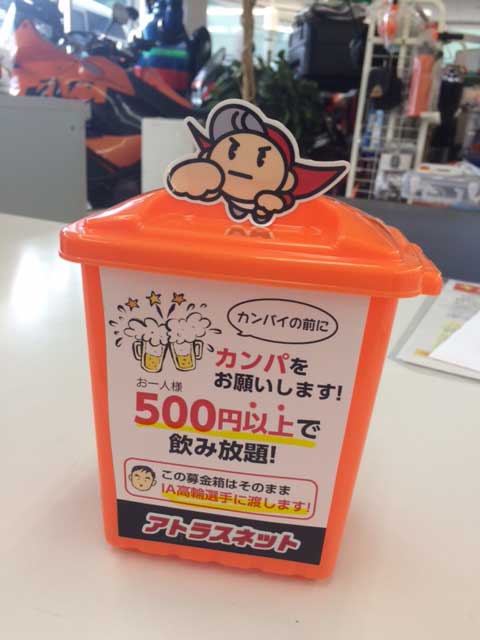 カンパイの前に
カンパを
お願いします!
お一人様
500円以上で
飲み放題!
この募金箱はそのまま
IA高輪選手に渡します!
アトラスネット